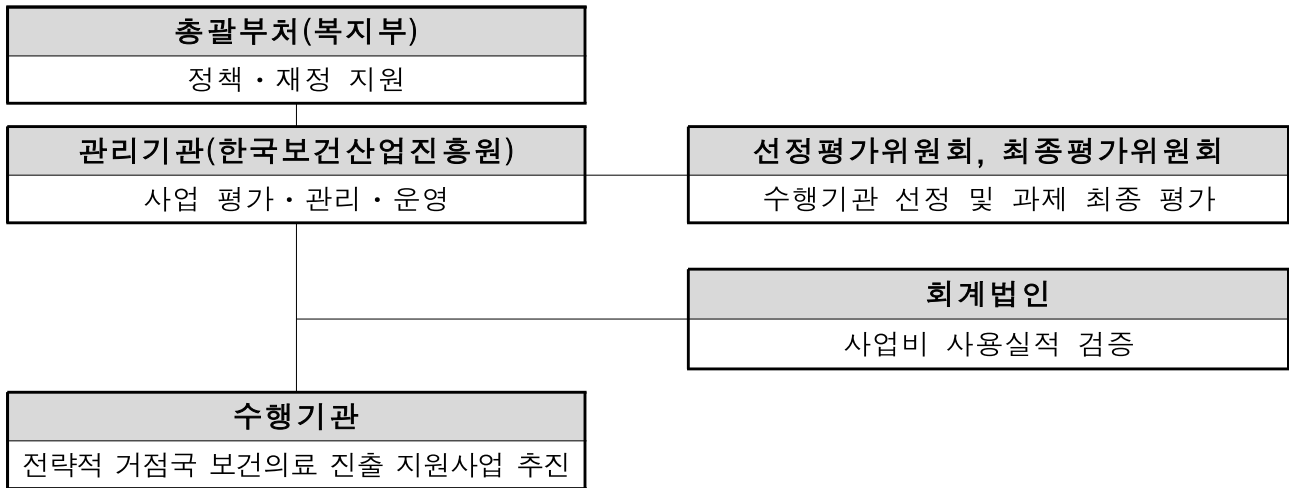 총괄부처(복지부)
정책·재정 지원
관리기관(한국보건산업진흥원)
사업 평가·관리·운영
선정평가위원회, 최종평가위원회
수행기관 선정 및 과제 최종 평가
회계법인
사업비 사용실적 검증
수행기관
전략적 거점국 보건의료 진출 지원사업 추진